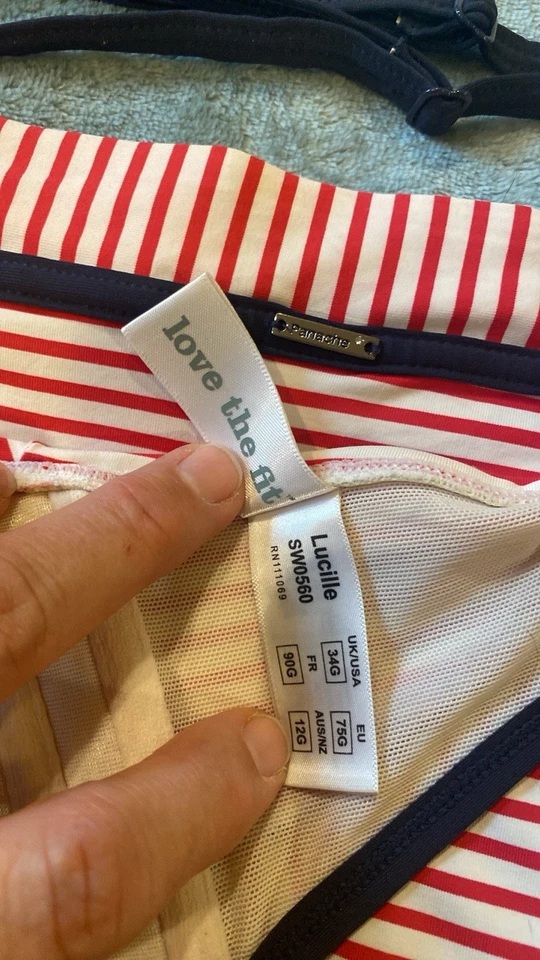 Panache
love the fit
Lucille
SW0560
RN111069
UK/USA EU
34G 75G
FR AUS/NZ
90G 12G